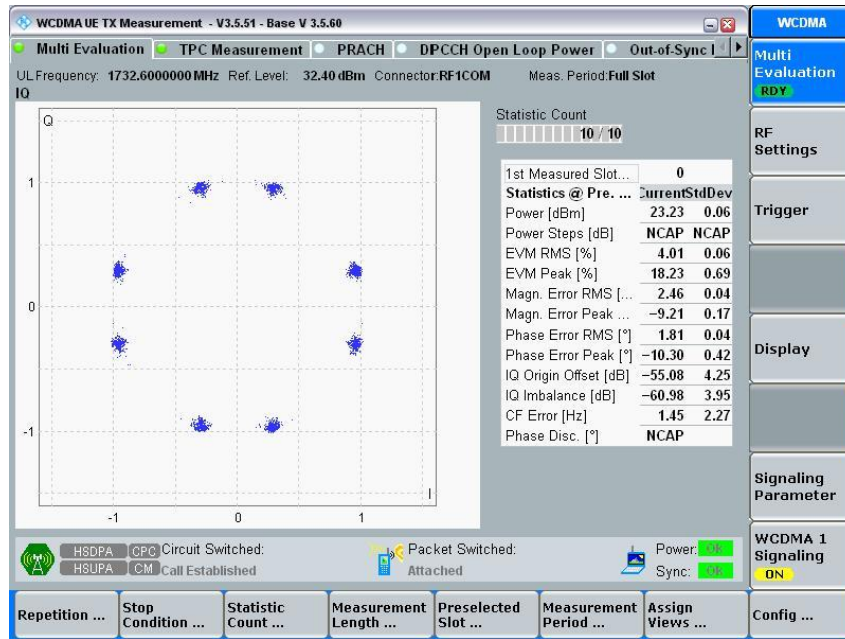 WCDMA UE TX Measurement - V3.5.51 - Base V 3.5.60
WCDMA
Multi Evaluation TPC Measurement PRACH DPCCH Open Loop Power Out-of-Sync
Multi Evaluation
RDY
UL Frequency: 1732.6000000 MHz Ref. Level: 32.40 dBm Connector:RF1COM Meas. Period:Full Slot
IQ
Q
1
0
-1
-1 0 1
I
Statistic Count
10 / 10
1st Measured Slot... 0
Statistics @ Pre. ... Current StdDev
Power [dBm] 23.23 0.06
Power Steps [dB] NCAP NCAP
EVM RMS [%] 4.01 0.06
EVM Peak [%] 18.23 0.69
Magn. Error RMS [... 2.46 0.04
Magn. Error Peak ... −9.21 0.17
Phase Error RMS [°] 1.81 0.04
Phase Error Peak [°] −10.30 0.42
IQ Origin Offset [dB] −55.08 4.25
IQ Imbalance [dB] −60.98 3.95
CF Error [Hz] 1.45 2.27
Phase Disc. [°] NCAP
RF Settings
Trigger
Display
Signaling Parameter
WCDMA 1 Signaling
ON
HSDPA CPC Circuit Switched: Packet Switched: Power: OK
HSUPA CM Call Established Attached Sync: OK
Repetition ...
Stop Condition ...
Statistic Count ...
Measurement Length ...
Preselected Slot ...
Measurement Period ...
Assign Views ...
Config ...